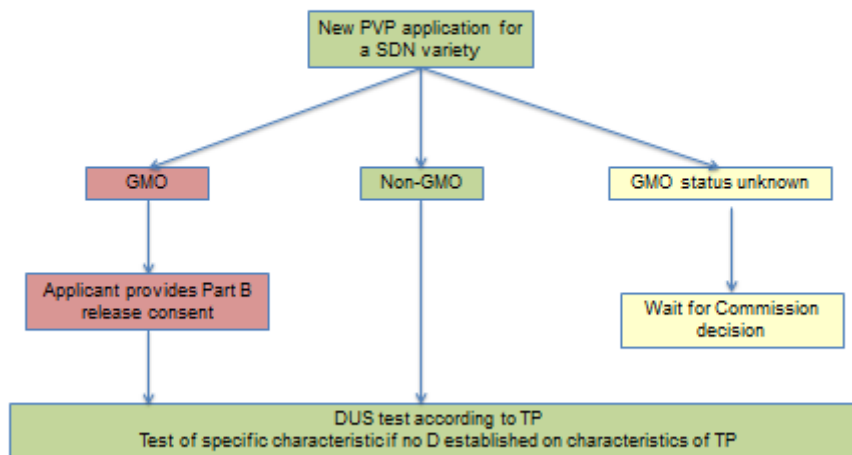 New PVP application for
a SDN variety
GMO
Non-GMO
GMO status unknown
Applicant provides Part B
release consent
Wait for Commission
decision
DUS test according to TP
Test of specific characteristic if no D established on characteristics of TP